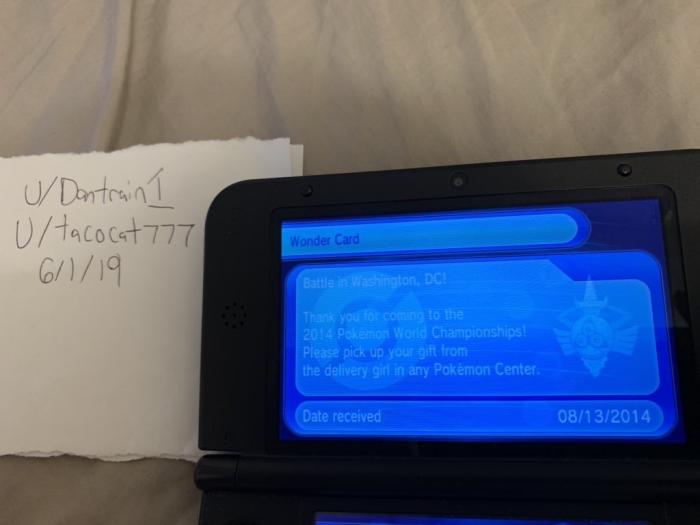 U/Dantrain1
U/tacocat777
6/1/19
Wonder Card
Battle in Washington, DC!
Thank you for coming to the
2014 Pokémon World Championships!
Please pick up your gift from
the delivery girl in any Pokémon Center.
Date received 08/13/2014